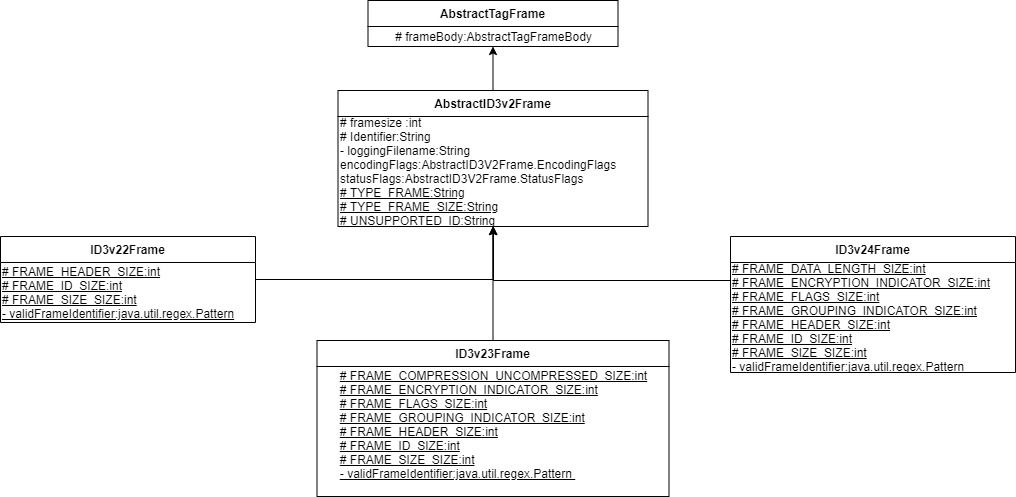 AbstractTagFrame
# frameBody:AbstractTagFrameBody
AbstractID3v2Frame
# framesize :int
# Identifier:String
- loggingFilename:String
encodingFlags:AbstractID3V2Frame.EncodingFlags
statusFlags:AbstractID3V2Frame.StatusFlags
# TYPE_FRAME:String
# TYPE_FRAME_SIZE:String
# UNSUPPORTED_ID:String
ID3v22Frame
# FRAME_HEADER_SIZE:int
# FRAME_ID_SIZE:int
# FRAME_SIZE_SIZE:int
- validFrameIdentifier:java.util.regex.Pattern
ID3v24Frame
# FRAME_DATA_LENGTH_SIZE:int
# FRAME_ENCRYPTION_INDICATOR_SIZE:int
# FRAME_FLAGS_SIZE:int
# FRAME_GROUPING_INDICATOR_SIZE:int
# FRAME_HEADER_SIZE:int
# FRAME_ID_SIZE:int
# FRAME_SIZE_SIZE:int
- validFrameIdentifier:java.util.regex.Pattern
ID3v23Frame
# FRAME_COMPRESSION_UNCOMPRESSED_SIZE:int
# FRAME_ENCRYPTION_INDICATOR_SIZE:int
# FRAME_FLAGS_SIZE:int
# FRAME_GROUPING_INDICATOR_SIZE:int
# FRAME_HEADER_SIZE:int
# FRAME_ID_SIZE:int
# FRAME_SIZE_SIZE:int
- validFrameIdentifier:java.util.regex.Pattern